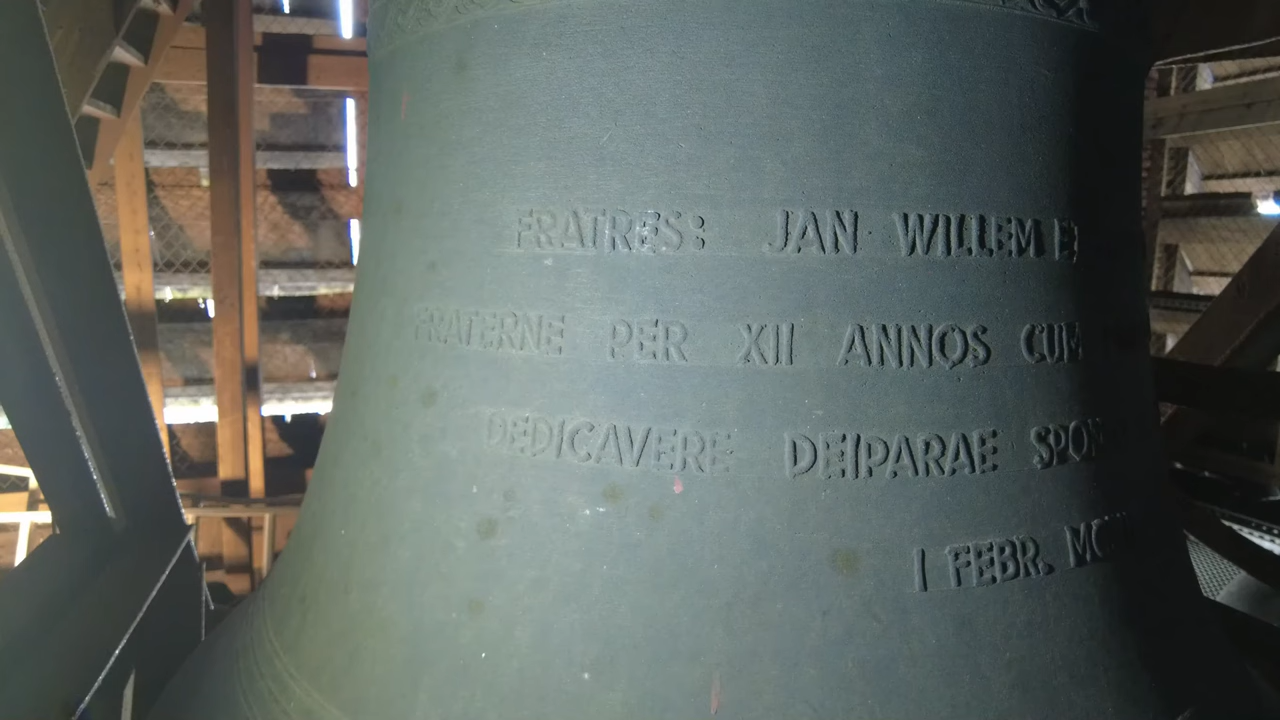 FRATRES: JAN WILLEM
FRATERNE PER XII ANNOS CUM
DEDICAVERE DEIPARAE
I FEBR.